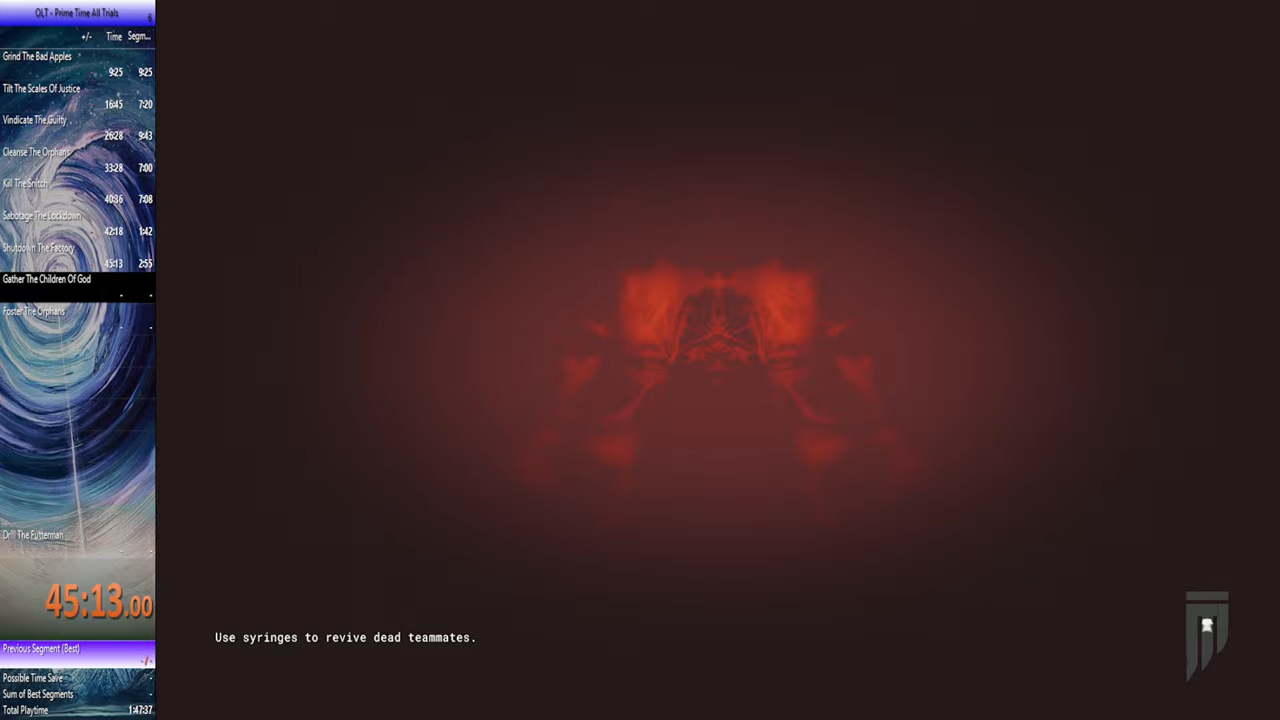 OLT - Prime Time All Trials
6
+/- Time Segm...
Grind The Bad Apples
9:25 9:25
Tilt The Scales Of Justice
16:45 7:20
Vindicate The Guilty
26:28 9:43
Cleanse The Orphans
33:28 7:00
Kill The Snitch
40:36 7:08
Sabotage The Lockdown
42:18 1:42
Shutdown The Factory
45:13 2:55
Gather The Children Of God
- -
Foster The Orphans
- -
Drill The Futterman
- -
45:13.00
Use syringes to revive dead teammates.
Previous Segment (Best)
-/-
Possible Time Save -
Sum of Best Segments -
Total Playtime 1:47:37